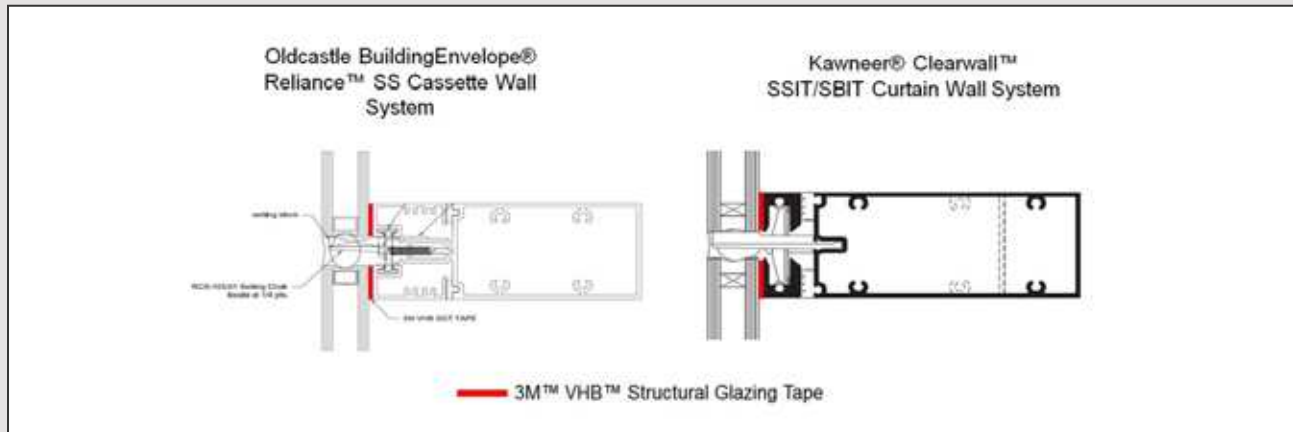 Oldcastle BuildingEnvelope®
Reliance™ SS Cassette Wall
System
Kawneer® Clearwall™
SSIT/SBIT Curtain Wall System
setting block
3M VHB SGT TAPE
3M™ VHB™ Structural Glazing Tape